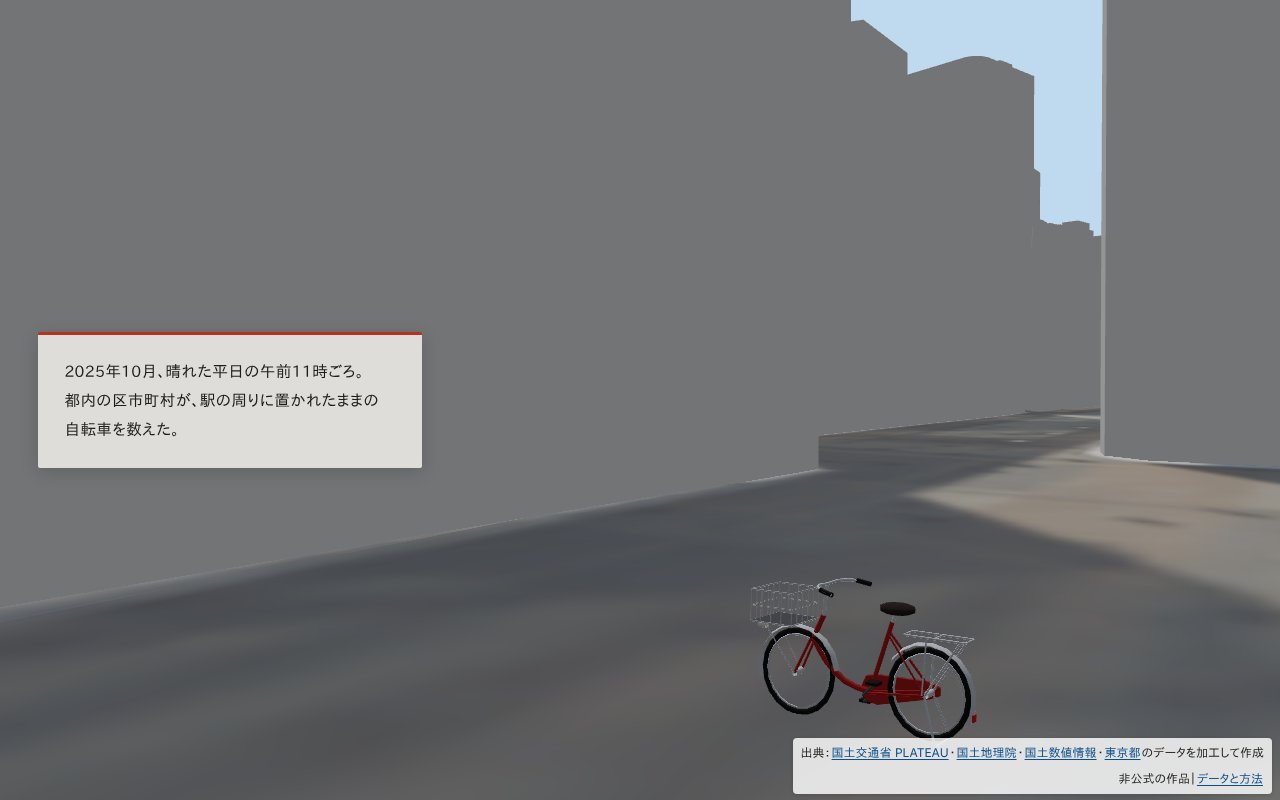 2025年10月、晴れた平日の午前11時ごろ。
都内の区市町村が、駅の周りに置かれたままの
自転車を数えた。
出典: 国土交通省 PLATEAU・国土地理院・国土数値情報・東京都のデータを加工して作成
非公式の作品 | データと方法